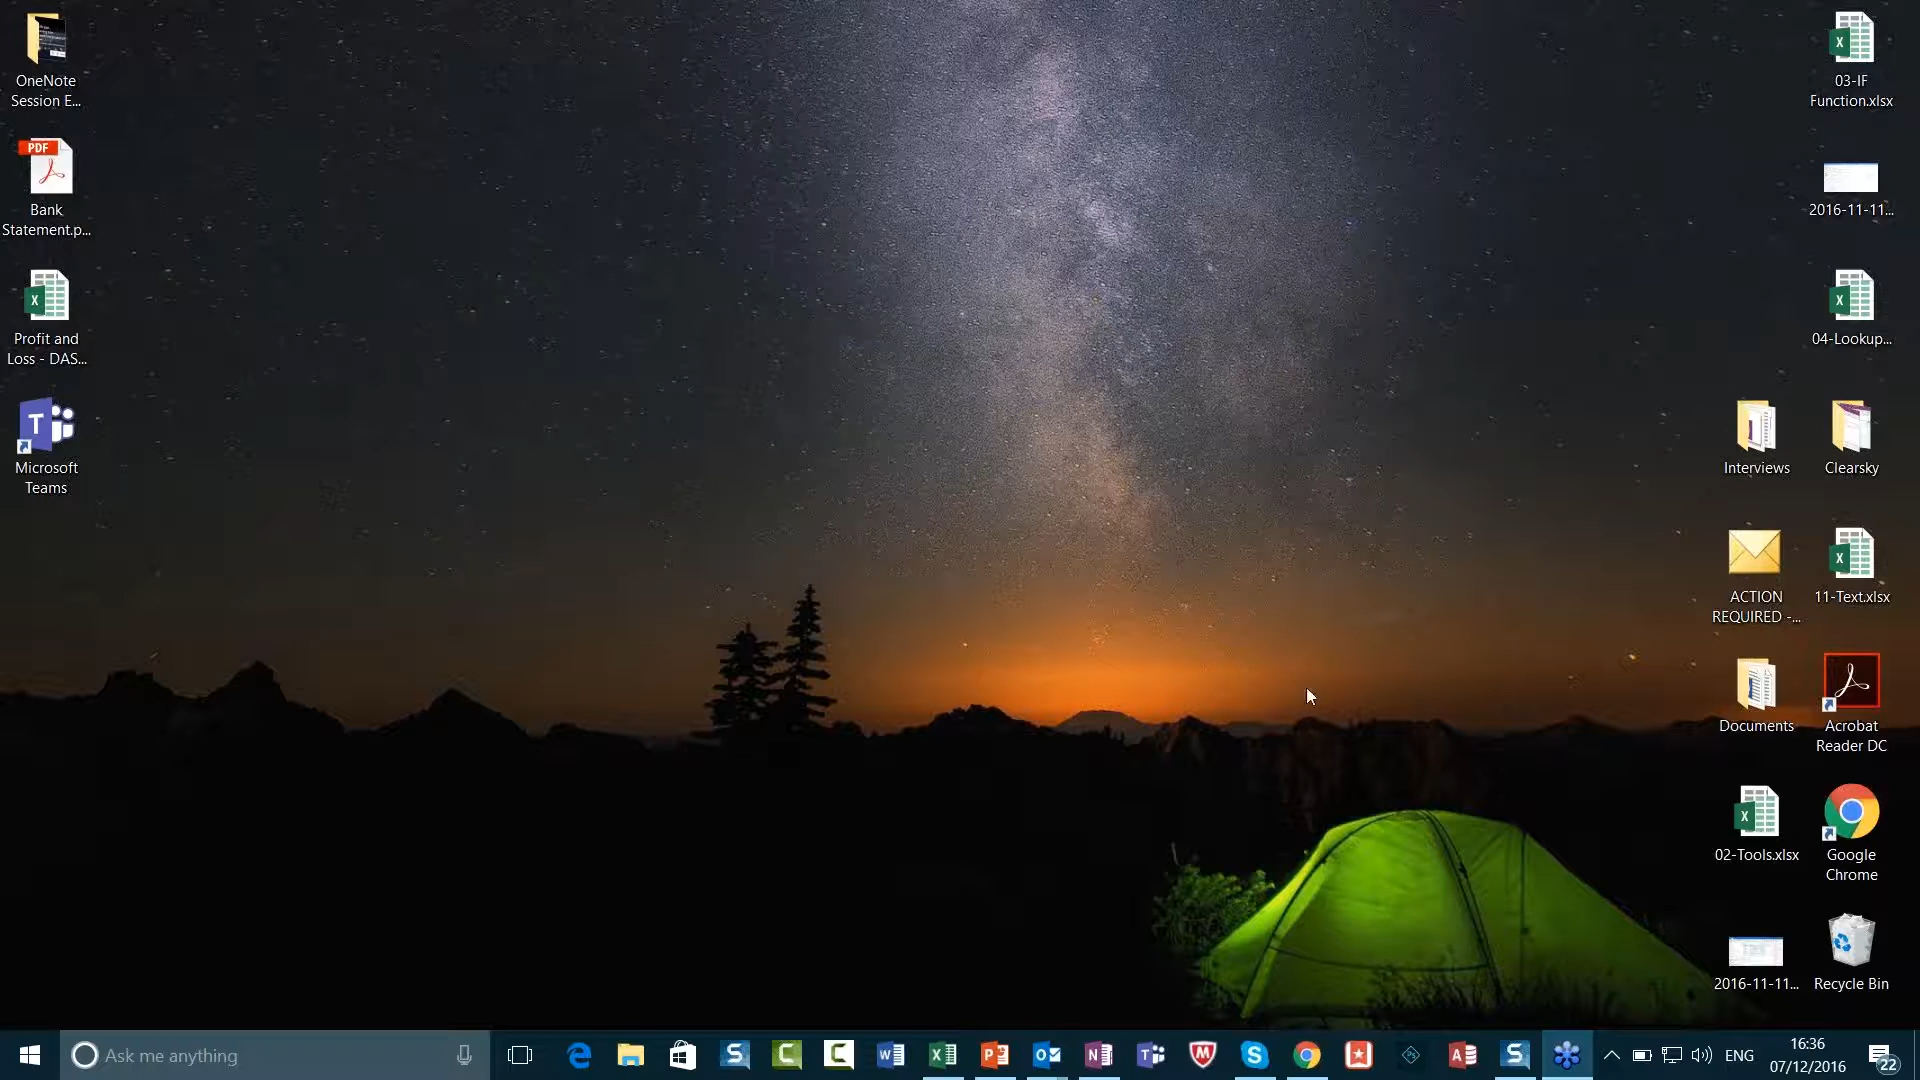 OneNote
Session E...
PDF
Bank
Statement.p...
Profit and
Loss - DAS...
T
Microsoft
Teams
03-IF
Function.xlsx
2016-11-11...
04-Lookup...
Interviews
Clearsky
ACTION
REQUIRED -...
11-Text.xlsx
Documents
Acrobat
Reader DC
02-Tools.xlsx
Google
Chrome
2016-11-11...
Recycle Bin
Ask me anything
ENG
16:36
07/12/2016
22